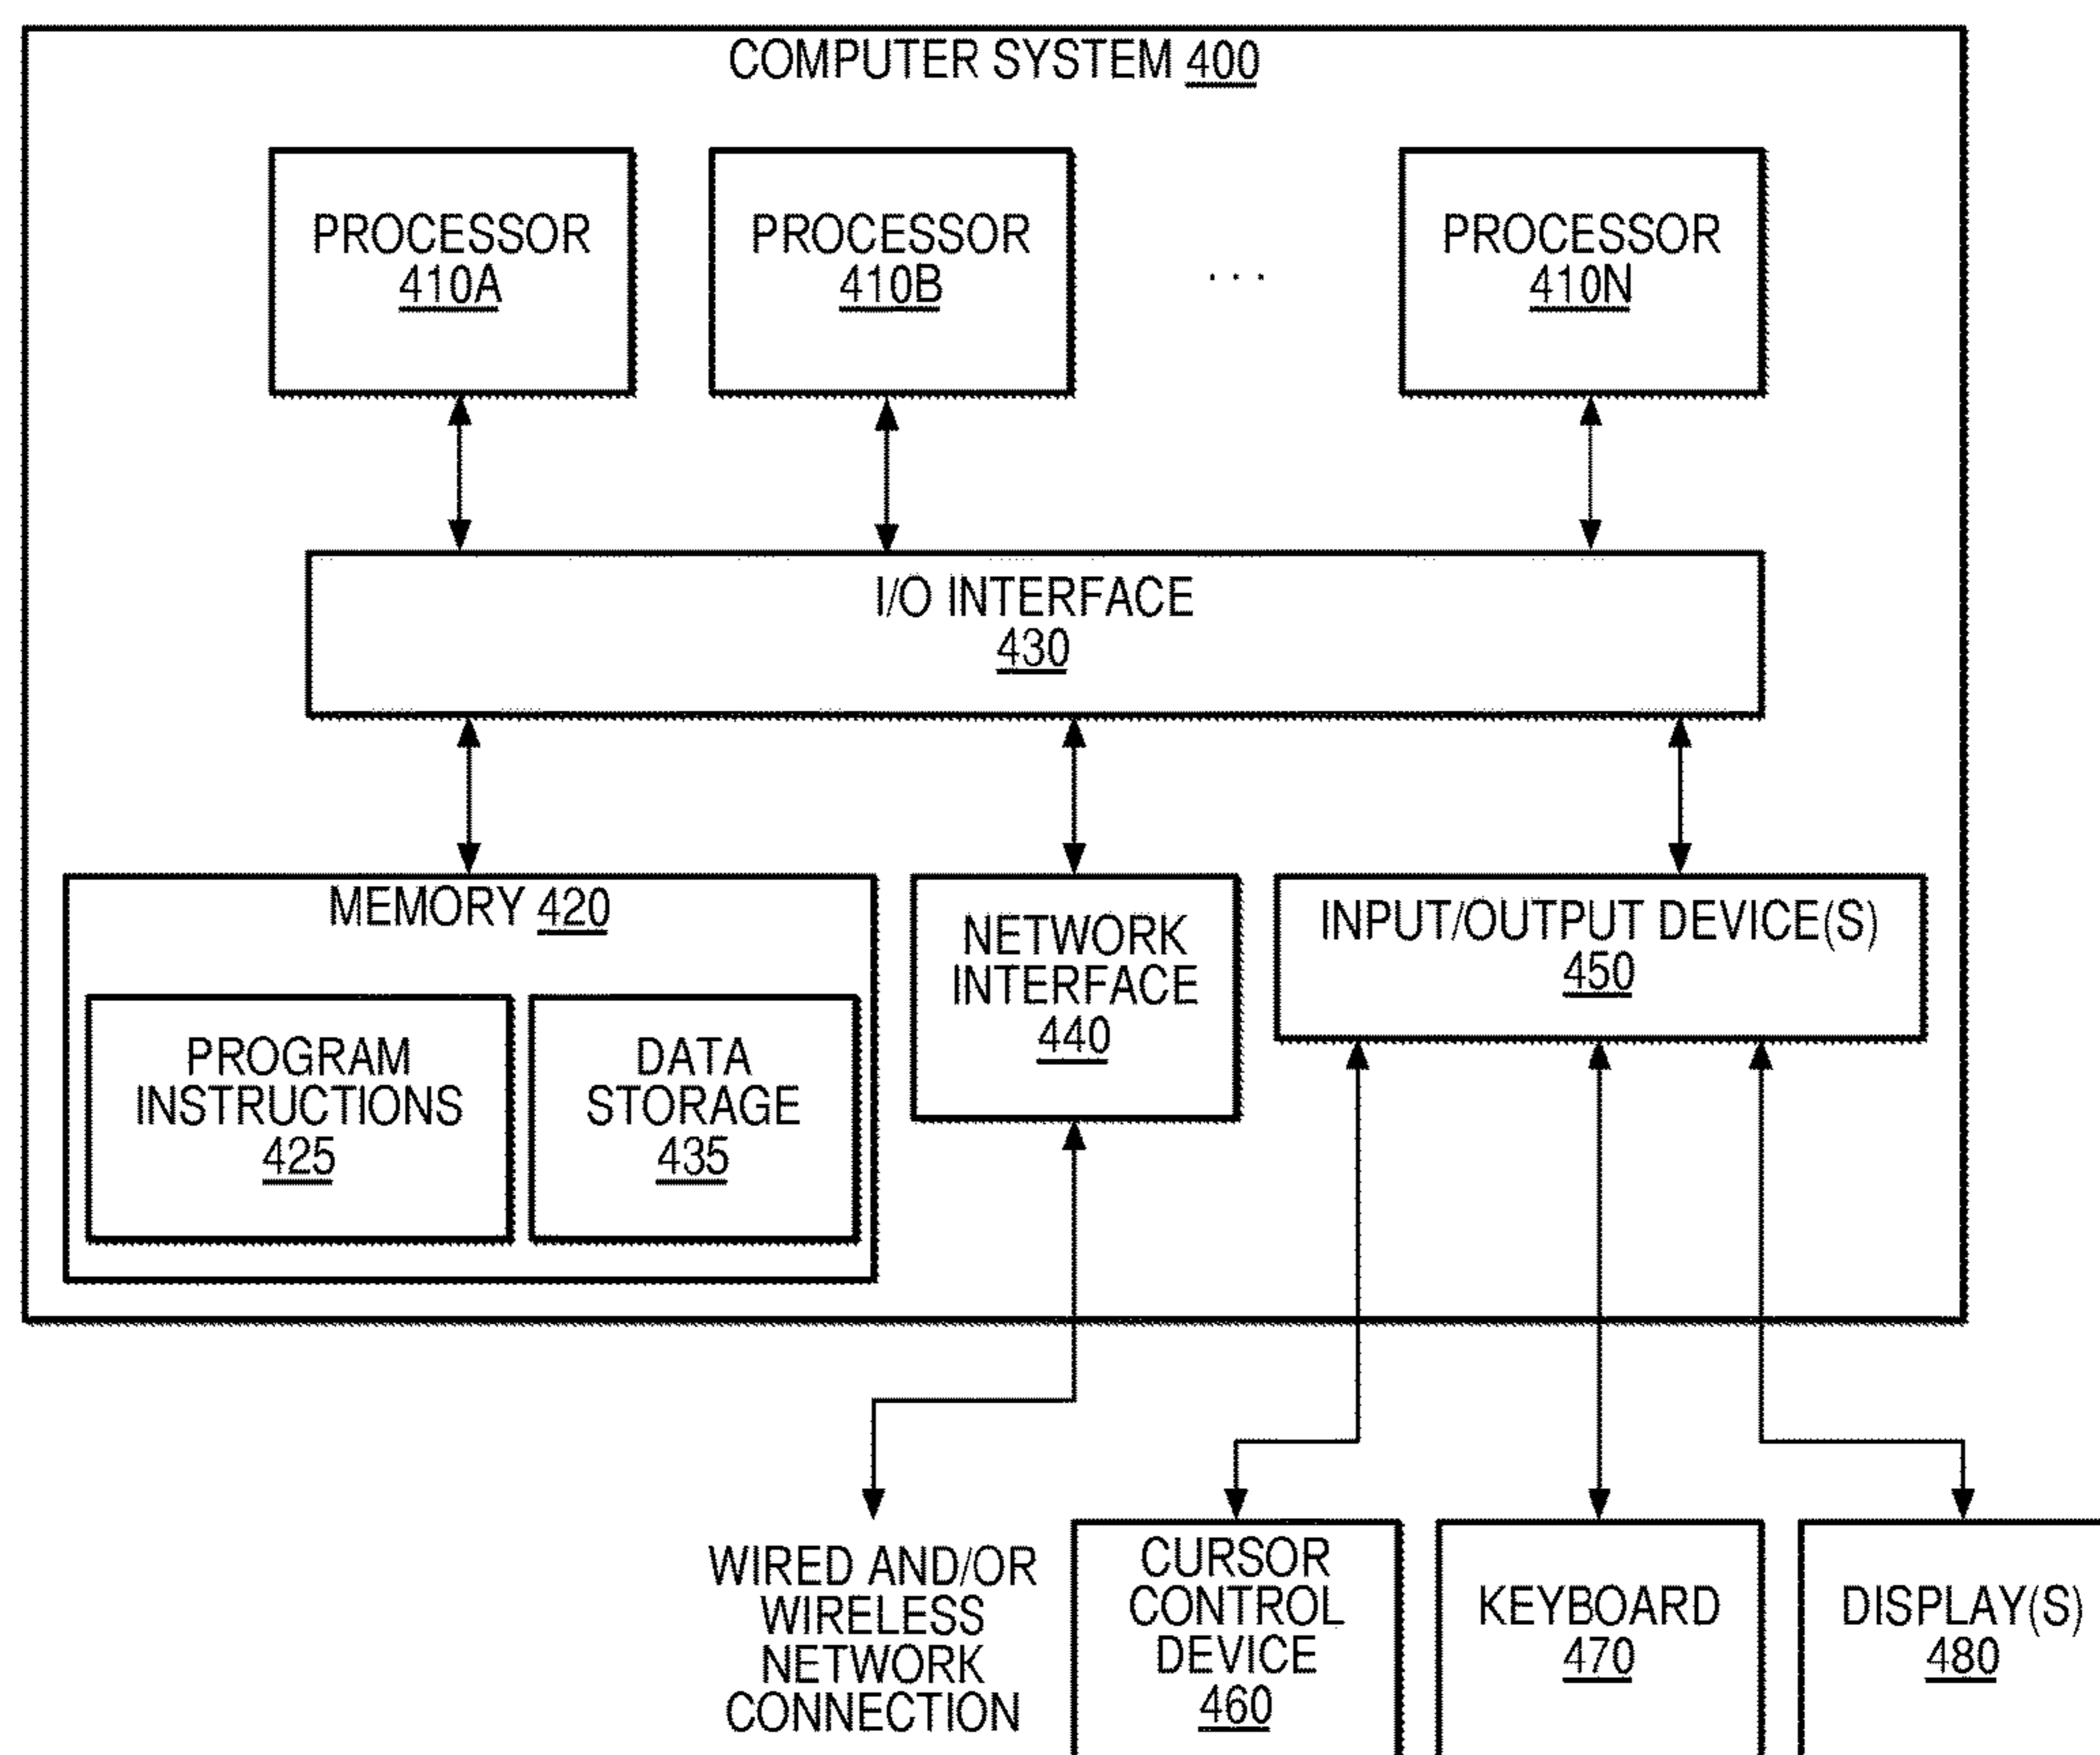 COMPUTER SYSTEM 400
PROCESSOR
410A
PROCESSOR
410B
. . .
PROCESSOR
410N
I/O INTERFACE
430
MEMORY 420
PROGRAM
INSTRUCTIONS
425
DATA
STORAGE
435
NETWORK
INTERFACE
440
INPUT/OUTPUT DEVICE(S)
450
WIRED AND/OR
WIRELESS
NETWORK
CONNECTION
CURSOR
CONTROL
DEVICE
460
KEYBOARD
470
DISPLAY(S)
480